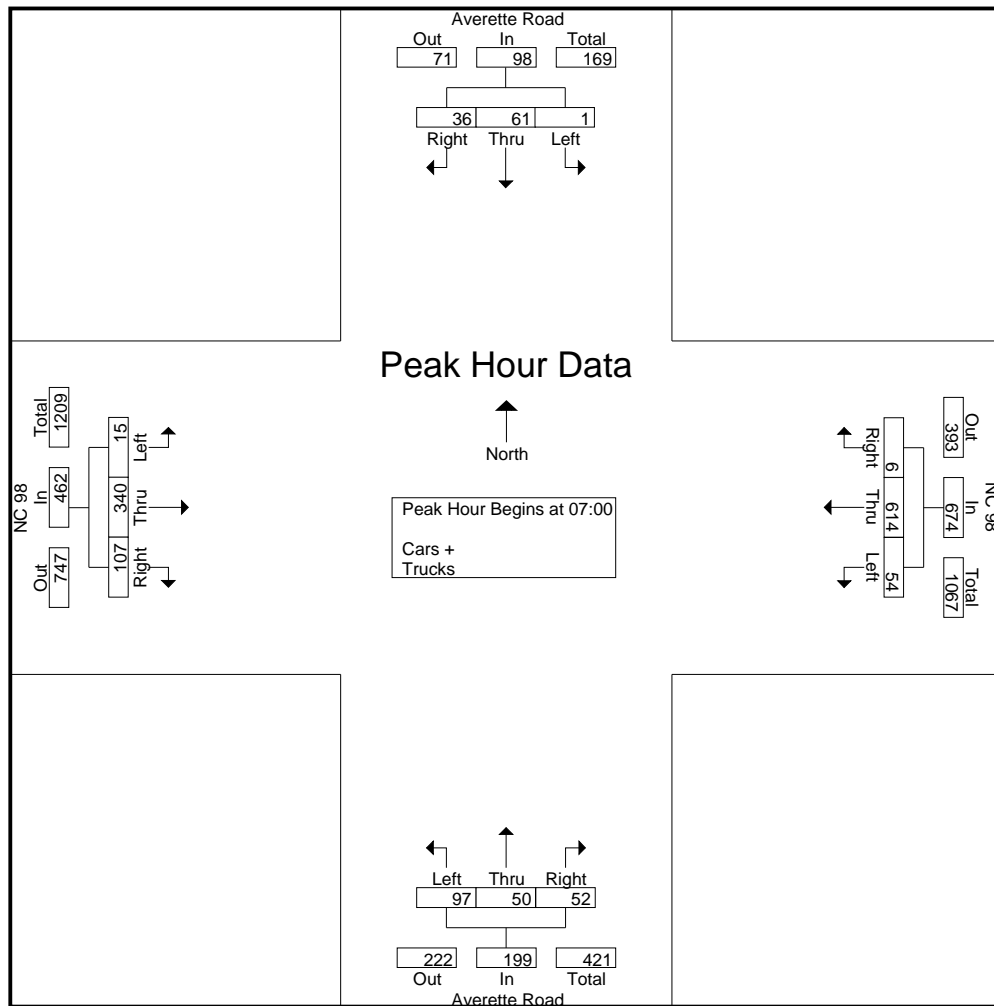 Averette Road
Out In Total
71 98 169
36 61 1
Right Thru Left
Peak Hour Data
North
Peak Hour Begins at 07:00
Cars +
Trucks
NC 98
Out In Total
747 462 1209
15 340 107
Left Thru Right
NC 98
Out In Total
393 674 1067
6 614 54
Right Thru Left
Left Thru Right
97 50 52
222 199 421
Out In Total
Averette Road